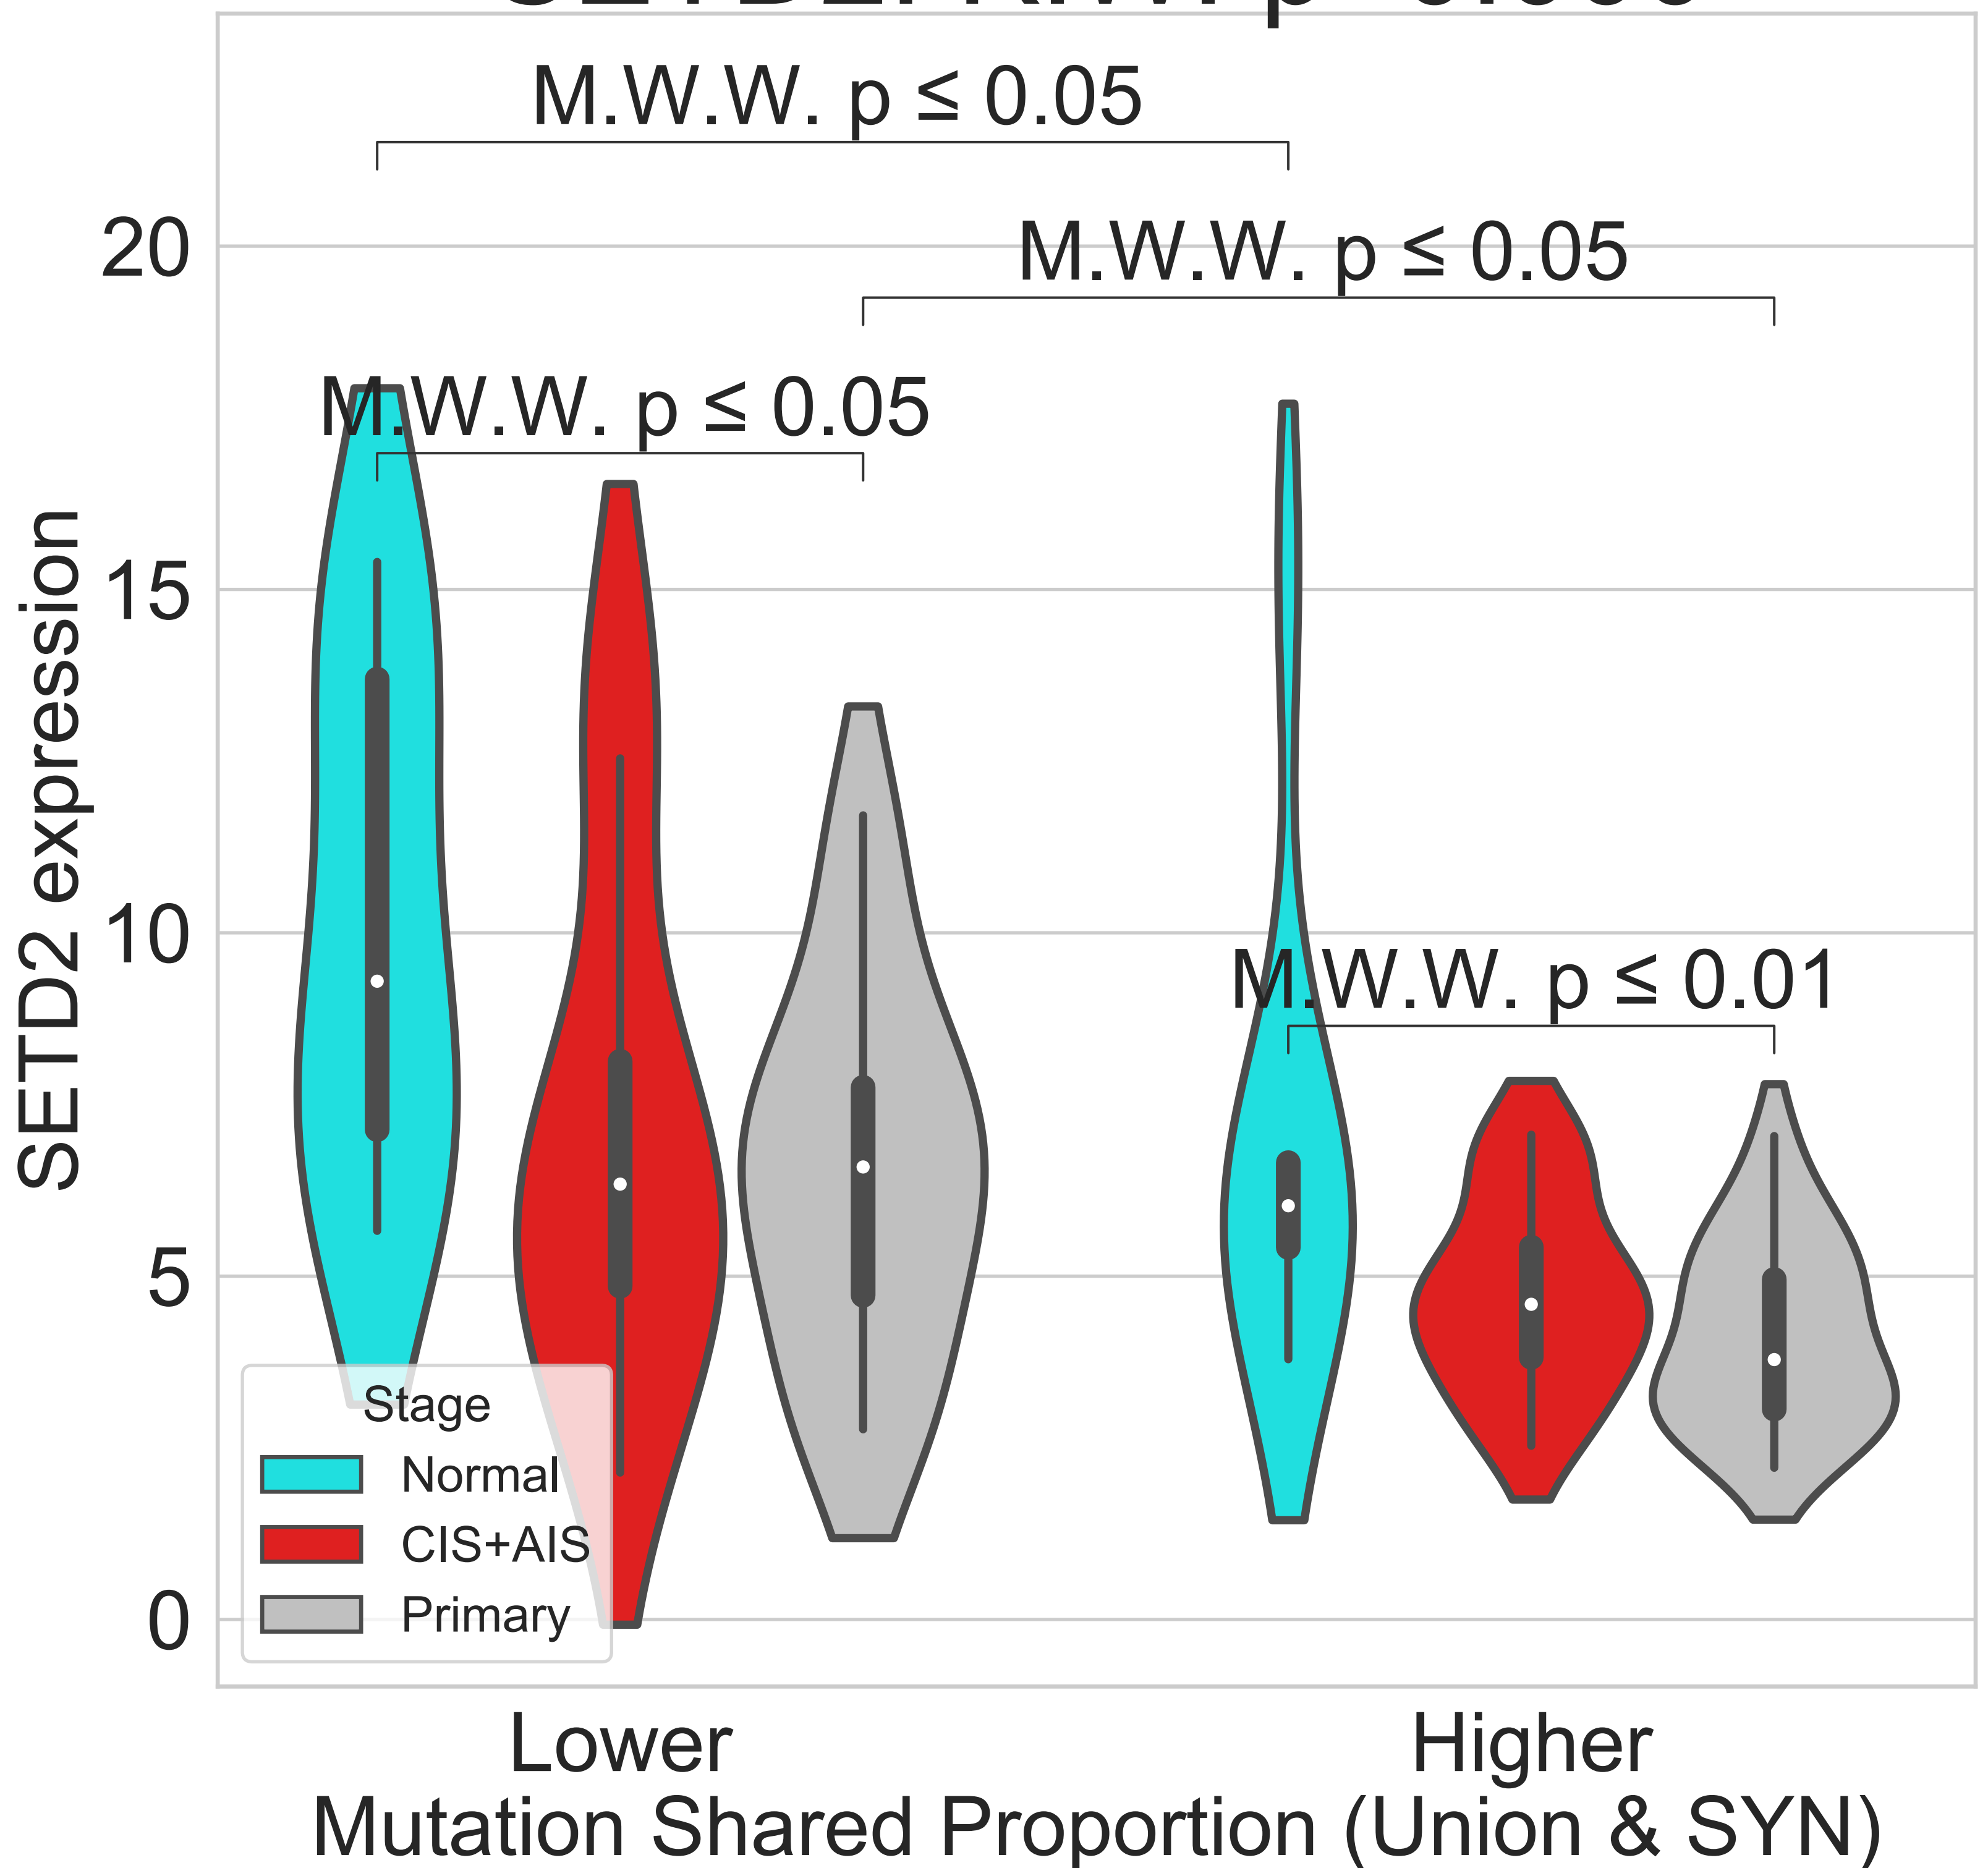 M.W.W. p ≤ 0.05
M.W.W. p ≤ 0.05
M.W.W. p ≤ 0.05
M.W.W. p ≤ 0.01
20
15
10
5
0
SETD2 expression
Stage
Normal
CIS+AIS
Primary
Lower
Higher
Mutation Shared Proportion (Union & SYN)